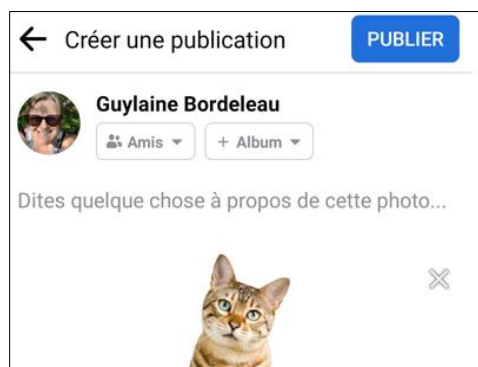 Créer une publication
PUBLIER
Guylaine Bordeleau
Amis
+ Album
Dites quelque chose à propos de cette photo...